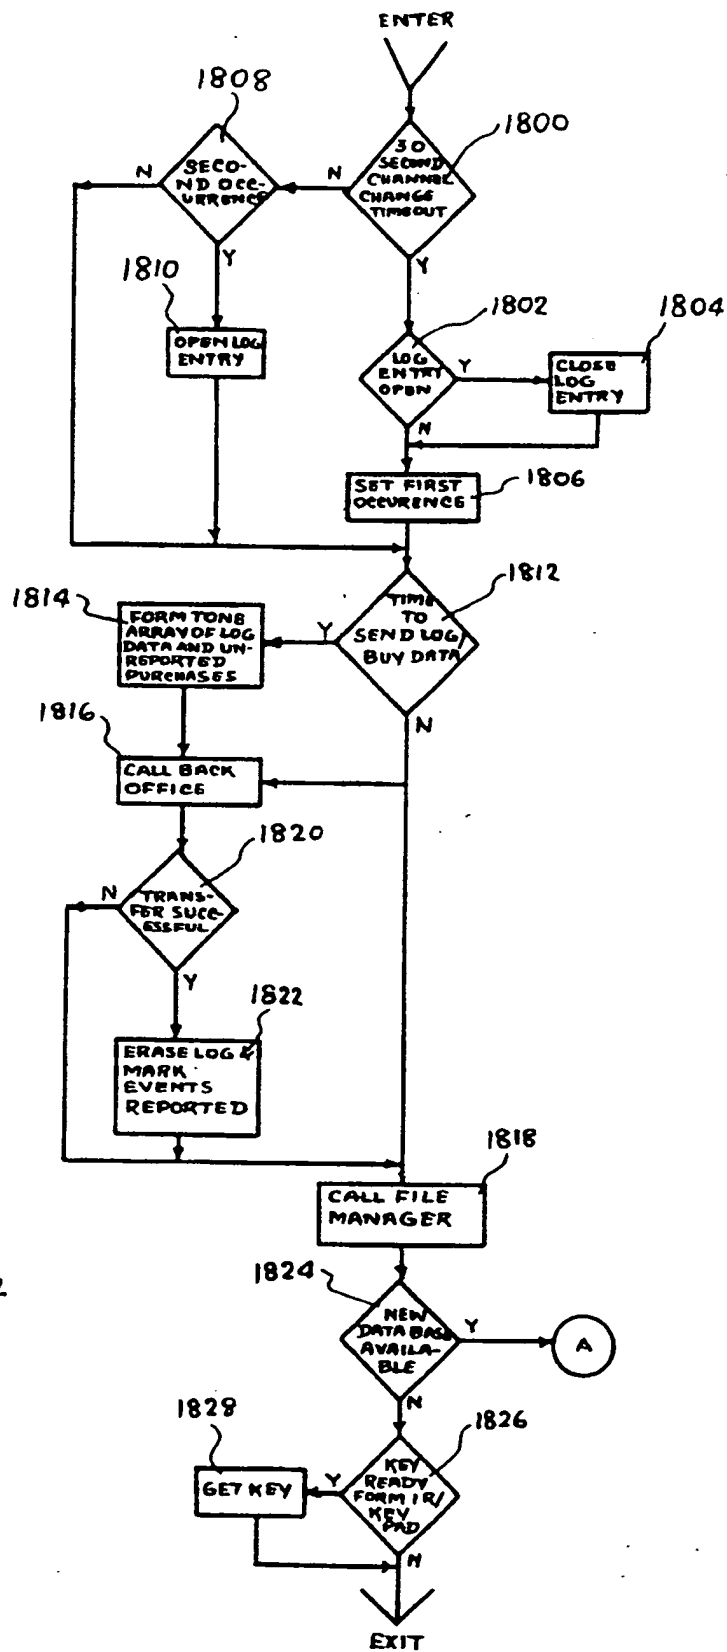 ENTER
1808
1800
30
SECOND
CHANNEL
CHANGE
TIMEOUT
N
N
SECO-
ND OCC-
URRENCE
Y
Y
1810
OPEN LOG
ENTRY
1802
1804
LOG
ENTRY
OPEN
Y
CLOSE
LOG
ENTRY
N
SET FIRST
OCCURENCE
1806
1812
1814
TIME
TO
SEND LOG/
BUY DATA
Y
FORM TONE
ARRAY OF LOG
DATA AND UN-
REPORTED
PURCHASES
N
1816
CALL BACK
OFFICE
1820
N
TRANS-
FER SUCC-
ESSFUL
Y
1822
ERASE LOG &
MARK
EVENTS
REPORTED
1818
CALL FILE
MANAGER
1824
NEW
DATA BASE
AVAILA-
BLE
Y
A
N
1828
1826
KEY
READY
FORM IR/
KEY
PAD
Y
GET KEY
N
EXIT